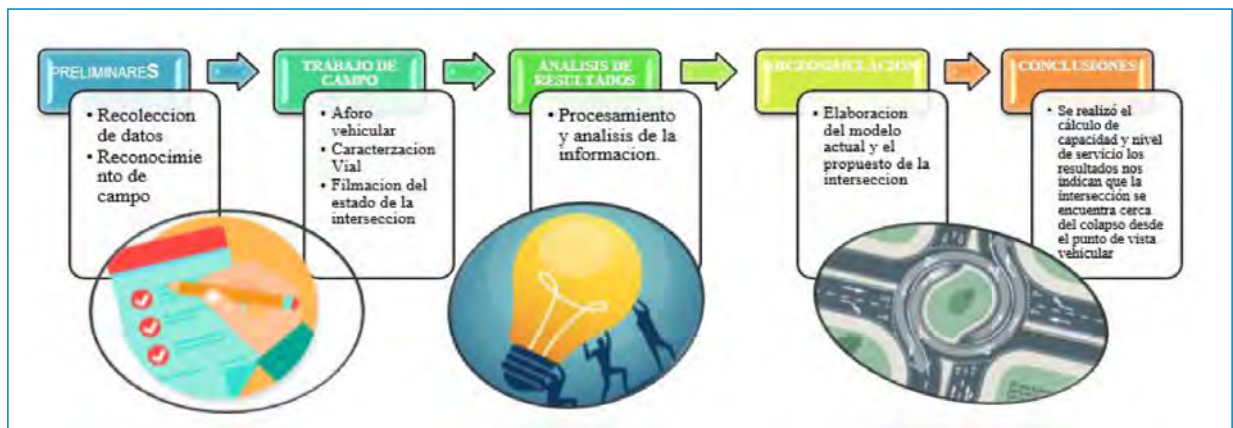 PRELIMINARES
• Recoleccion
de datos
• Reconocimie
nto de
campo
TRABAJO DE
CAMPO
• Aforo
vehicular
• Caracterzacion
Vial
• Filmacion del
estado de la
interseccion
ANALISIS DE
RESULTADOS
• Procesamiento
y analisis de la
informacion.
MICROSIMULACION
• Elaboracion
del modelo
actual y el
propuesto de la
interseccion
CONCLUSIONES
• Se realizó el
cálculo de
capacidad y nivel
de servicio los
resultados nos
indican que la
intersección se
encuentra cerca
del colapso desde
el punto de vista
vehicular